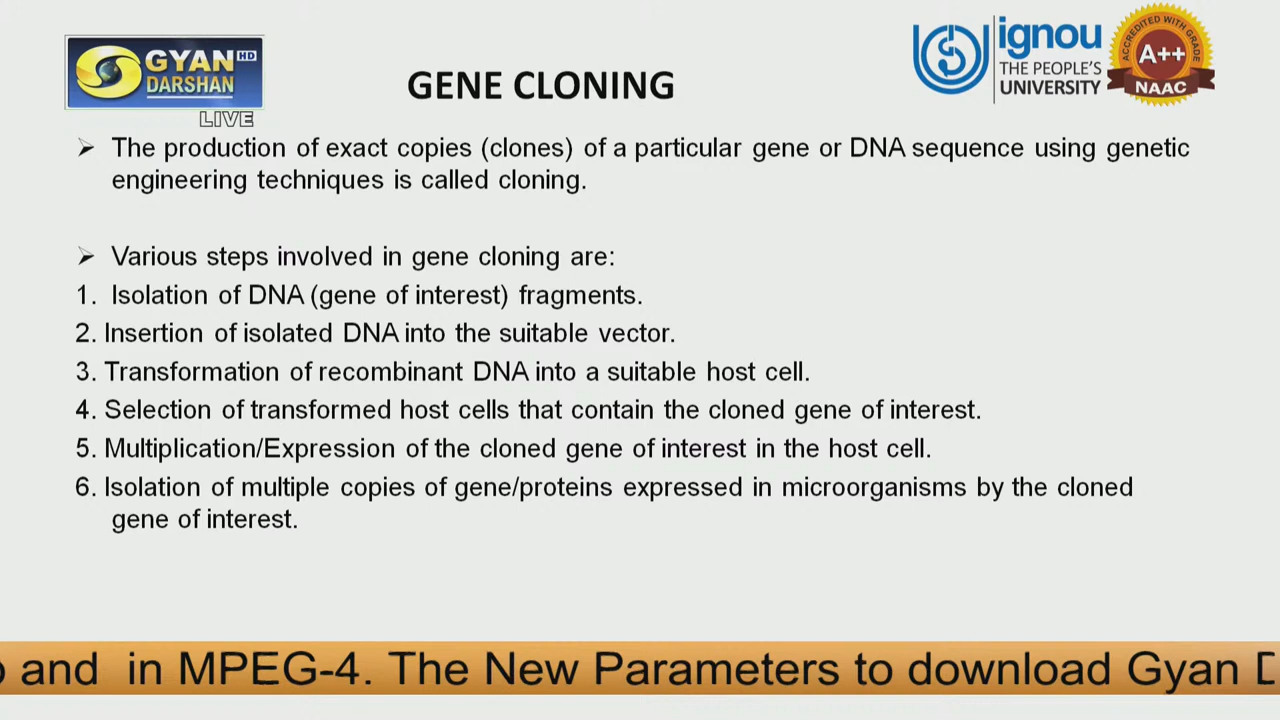 GYAN HD
DARSHAN
LIVE
GENE CLONING
ignou
THE PEOPLE'S
UNIVERSITY
ACCREDITED WITH GRADE
A++
NAAC
➢ The production of exact copies (clones) of a particular gene or DNA sequence using genetic
engineering techniques is called cloning.
➢ Various steps involved in gene cloning are:
1. Isolation of DNA (gene of interest) fragments.
2. Insertion of isolated DNA into the suitable vector.
3. Transformation of recombinant DNA into a suitable host cell.
4. Selection of transformed host cells that contain the cloned gene of interest.
5. Multiplication/Expression of the cloned gene of interest in the host cell.
6. Isolation of multiple copies of gene/proteins expressed in microorganisms by the cloned
gene of interest.
and in MPEG-4. The New Parameters to download Gyan